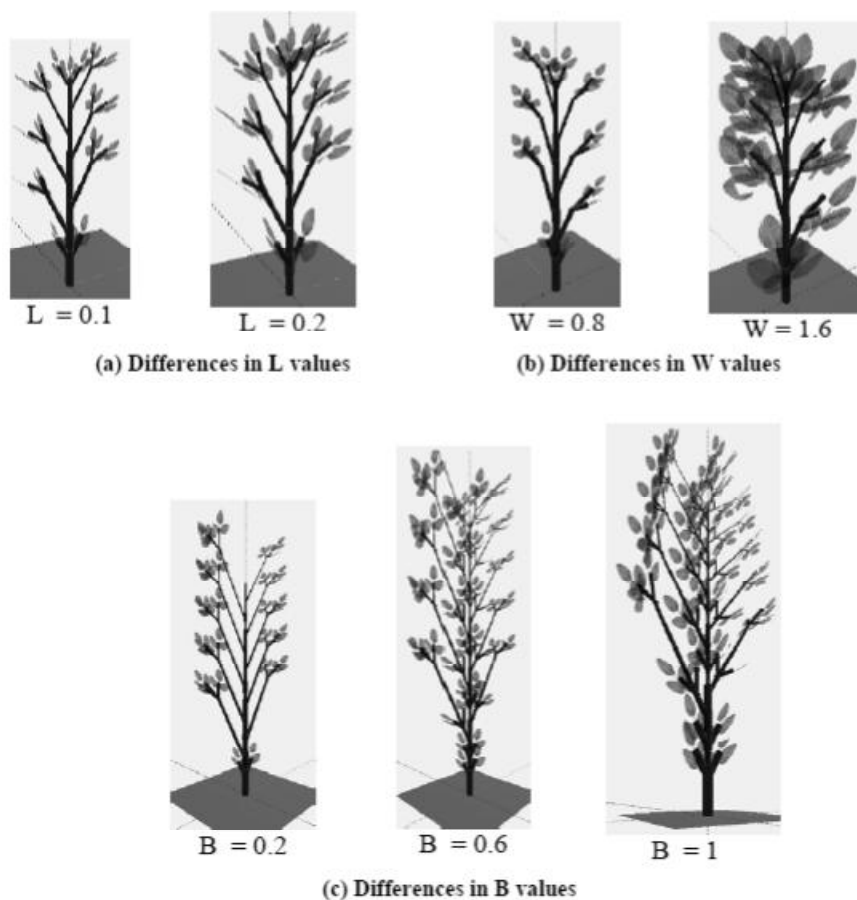 L = 0.1
L = 0.2
W = 0.8
W = 1.6
(a) Differences in L values
(b) Differences in W values
B = 0.2
B = 0.6
B = 1
(c) Differences in B values